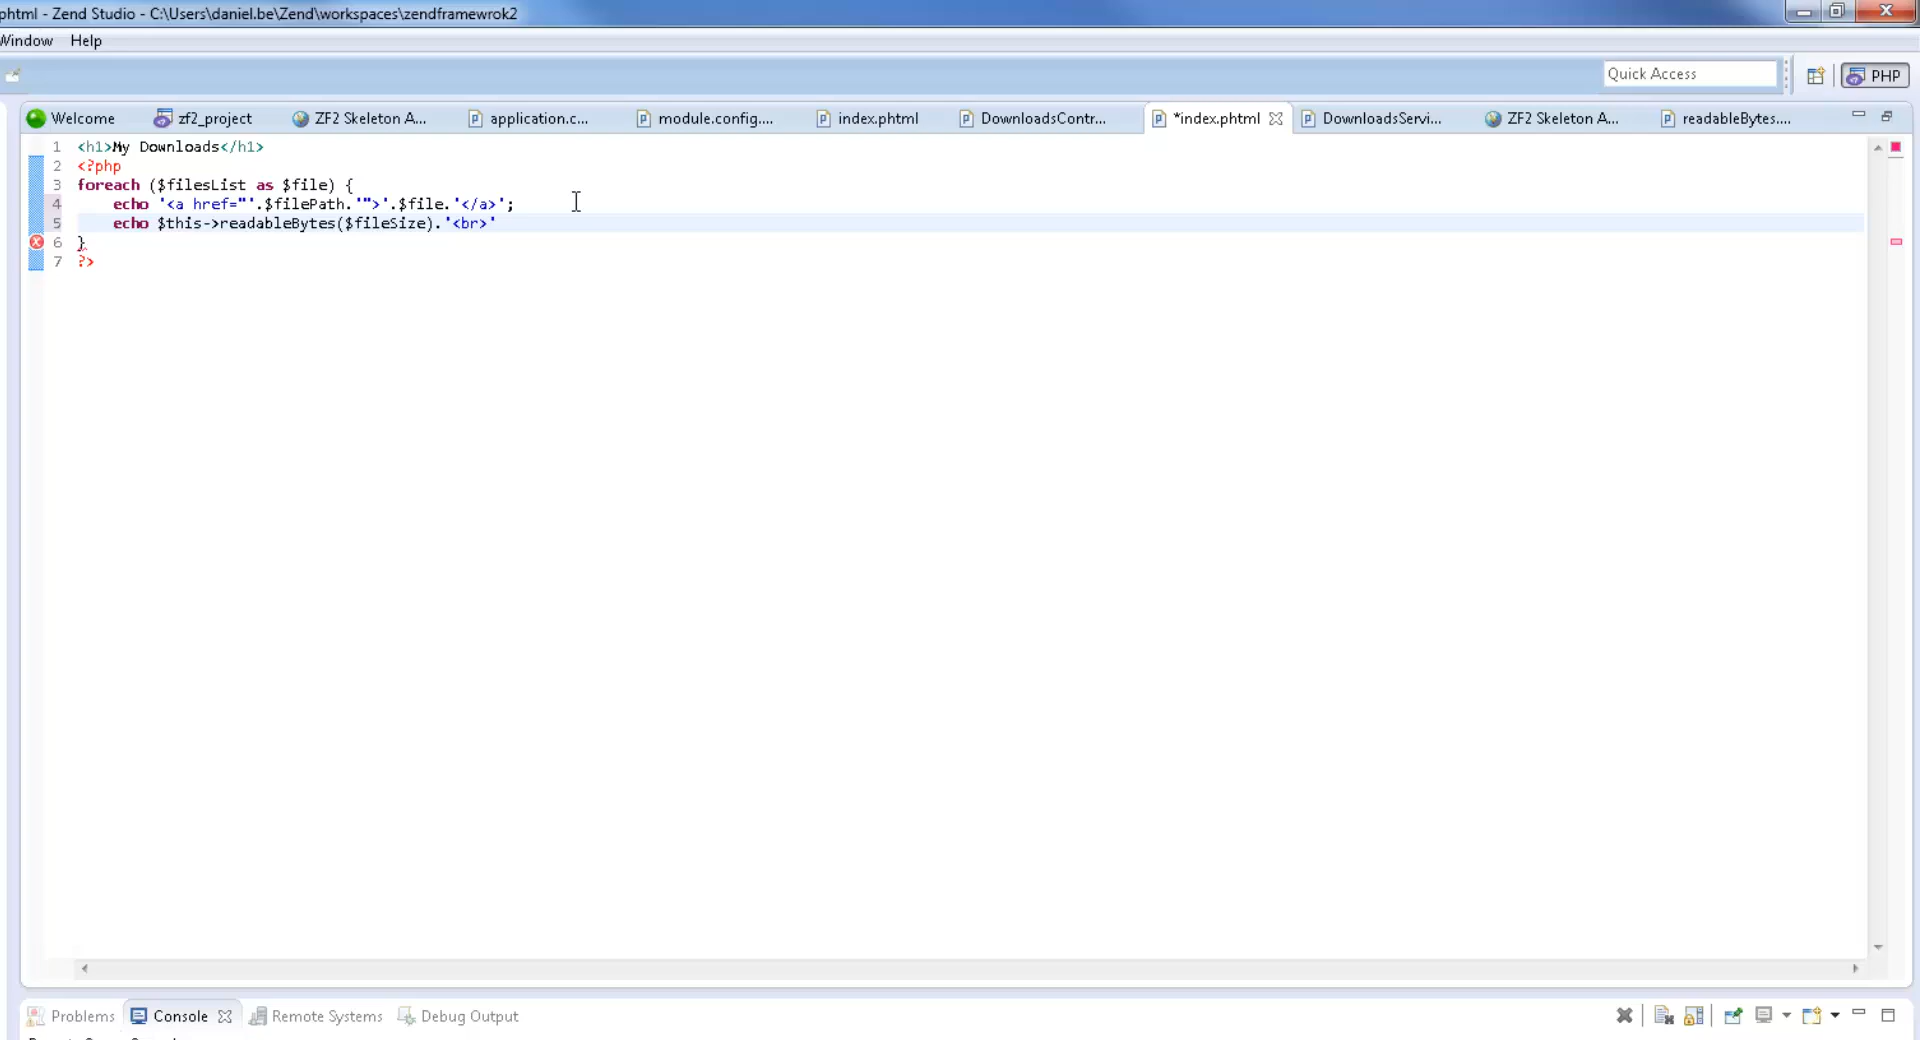 phtml - Zend Studio - C:\Users\daniel.be\Zend\workspaces\zendframewrok2
Window Help
Quick Access
PHP
Welcome zf2_project ZF2 Skeleton A... application.c... module.config.... index.phtml DownloadsContr... *index.phtml DownloadsServi... ZF2 Skeleton A... readableBytes....
1 <h1>My Downloads</h1>
2 <?php
3 foreach ($filesList as $file) {
4 echo '<a href="'.$filePath.'">'.$file.'</a>';
5 echo $this->readableBytes($fileSize).'<br>'
6 }
7 ?>
Problems Console Remote Systems Debug Output